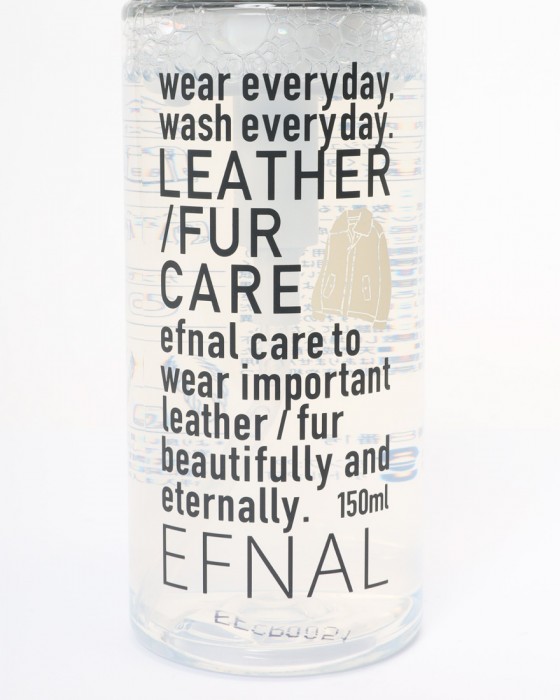 wear everyday,
wash everyday.
LEATHER
/FUR
CARE
efnal care to
wear important
leather / fur
beautifully and
eternally. 150ml
EFNAL